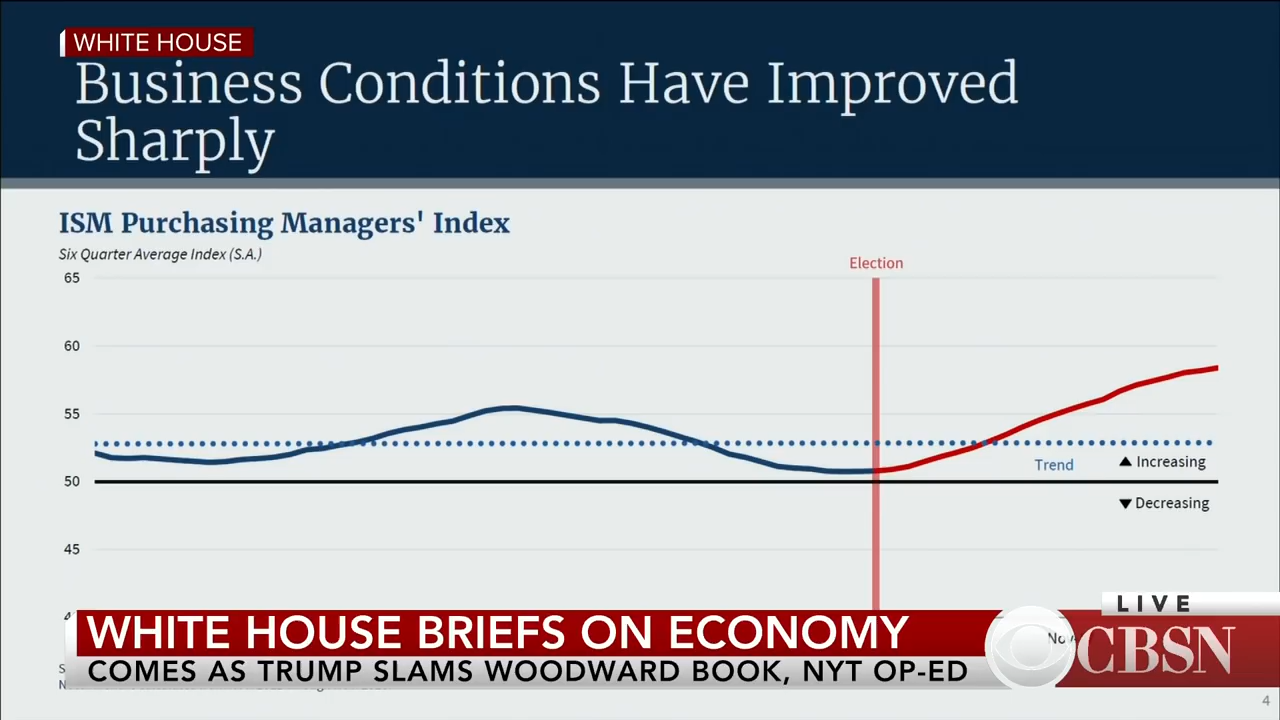 WHITE HOUSE
Business Conditions Have Improved
Sharply
ISM Purchasing Managers' Index
Six Quarter Average Index (S.A.)
Election
65
60
55
Trend
▲ Increasing
50
▼ Decreasing
45
LIVE
WHITE HOUSE BRIEFS ON ECONOMY
CBSN
COMES AS TRUMP SLAMS WOODWARD BOOK, NYT OP-ED
4